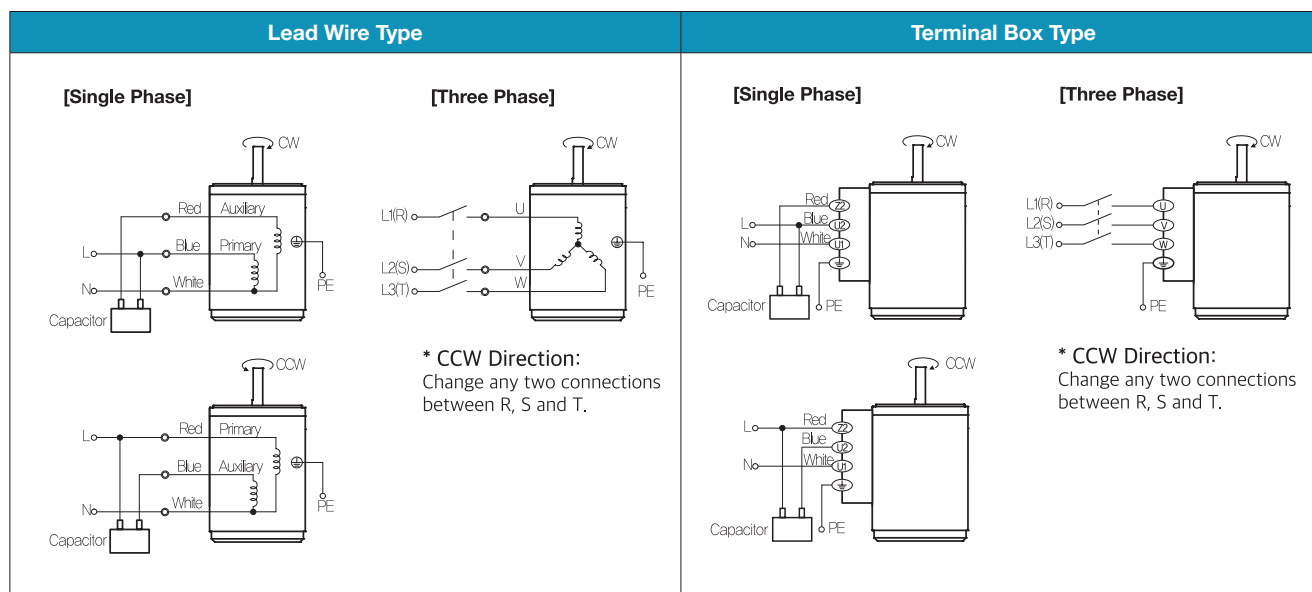 Lead Wire Type
Terminal Box Type
[Single Phase]
[Three Phase]
[Single Phase]
[Three Phase]
CW
Red Auxiliary
L Blue Primary
N White
PE
Capacitor
CW
L1(R) U
L2(S) V
L3(T) W
PE
CW
Red Z2
L Blue U2
N White U1
Capacitor
PE
CW
L1(R) U
L2(S) V
L3(T) W
PE
CCW
L Red Primary
Blue Auxiliary
N White
PE
Capacitor
* CCW Direction:
Change any two connections
between R, S and T.
CCW
L Red Z2
Blue U2
N White U1
Capacitor
PE
* CCW Direction:
Change any two connections
between R, S and T.